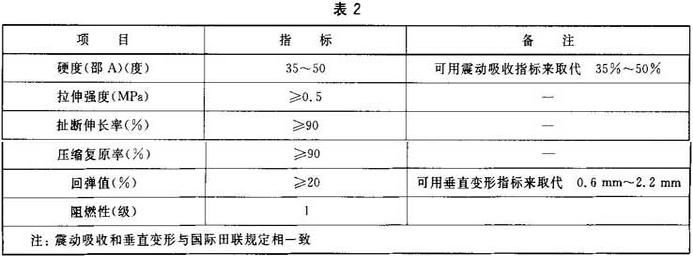 表 2
项 目 指 标 备 注
硬度(邵 A)(度) 35～50 可用震动吸收指标来取代 35%～50%
拉伸强度(MPa) ≥0.5 —
扯断伸长率(%) ≥90 —
压缩复原率(%) ≥90 —
回弹值(%) ≥20 可用垂直变形指标来取代 0.6 mm～2.2 mm
阻燃性(级) 1
注: 震动吸收和垂直变形与国际田联规定相一致